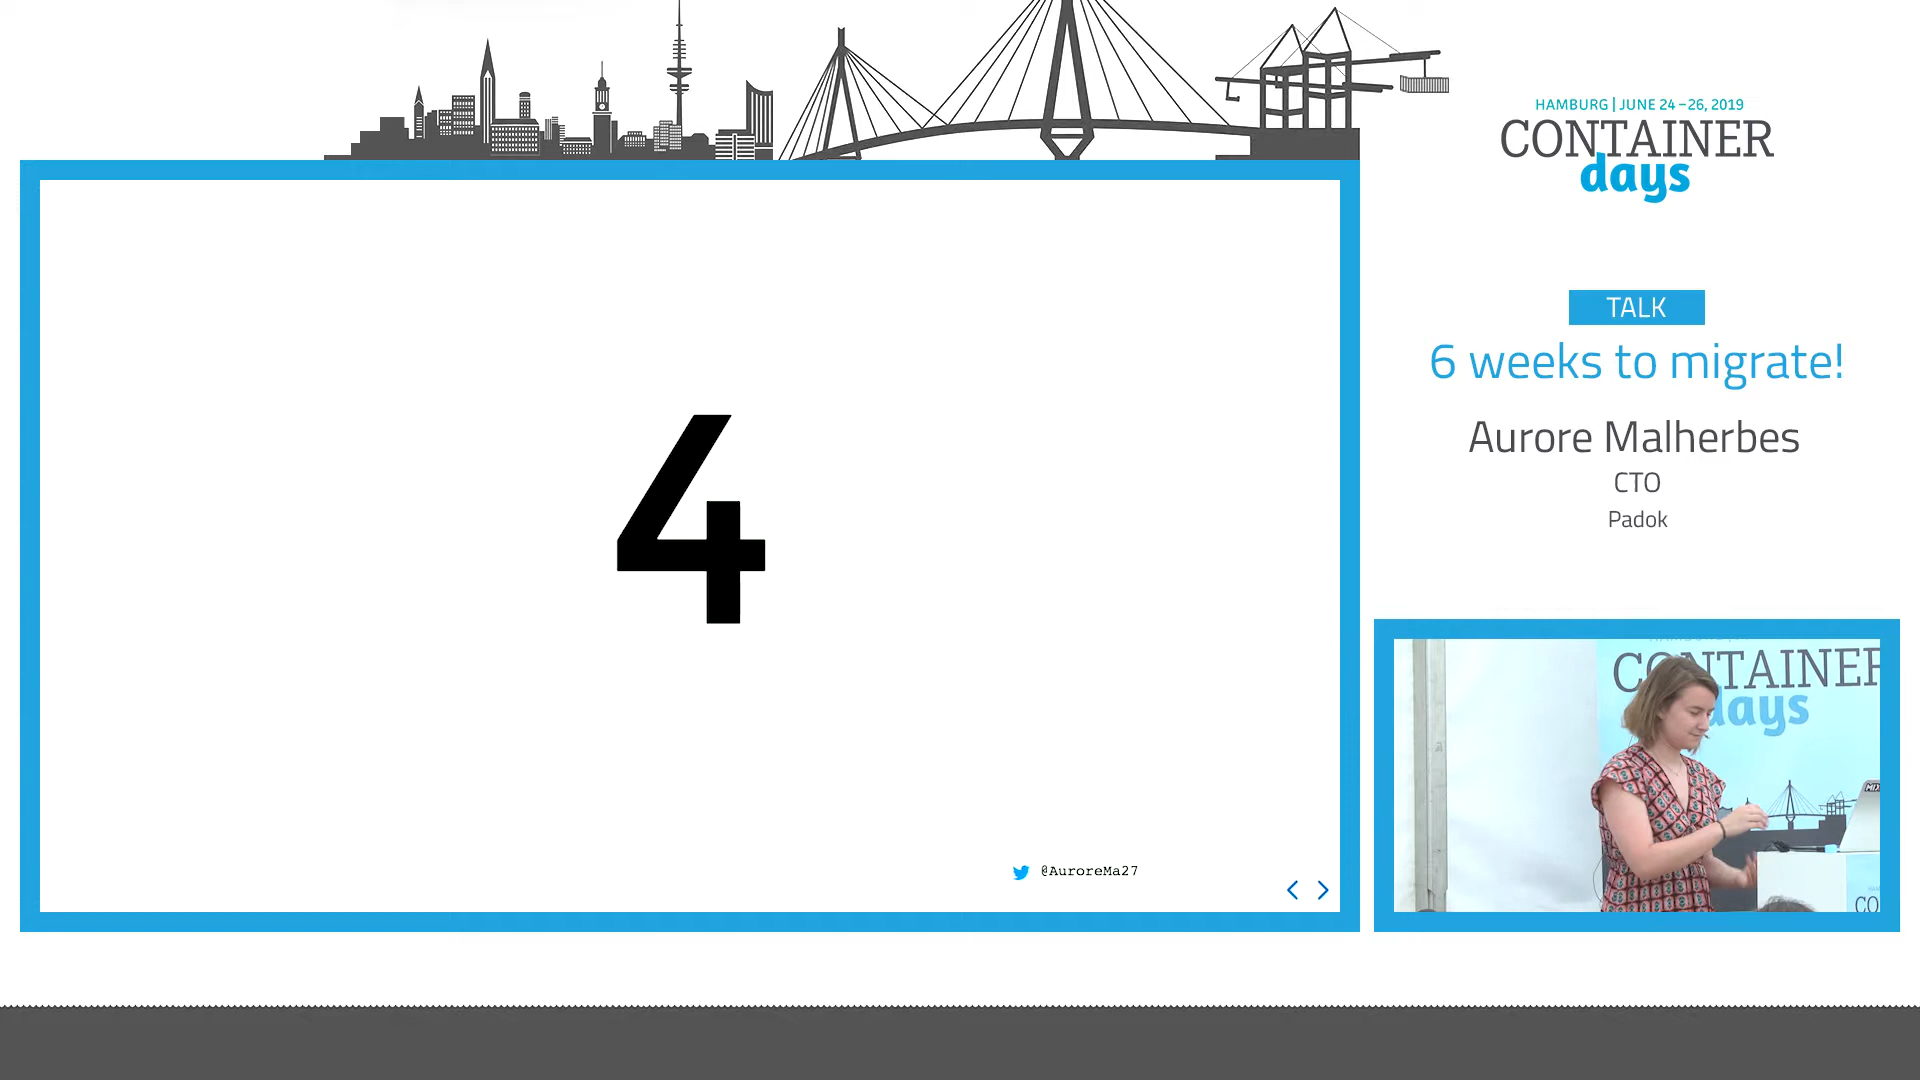 HAMBURG | JUNE 24 – 26, 2019
CONTAINER
days
TALK
6 weeks to migrate!
Aurore Malherbes
CTO
Padok
4
@AuroreMa27
CONTAINER
days
CO